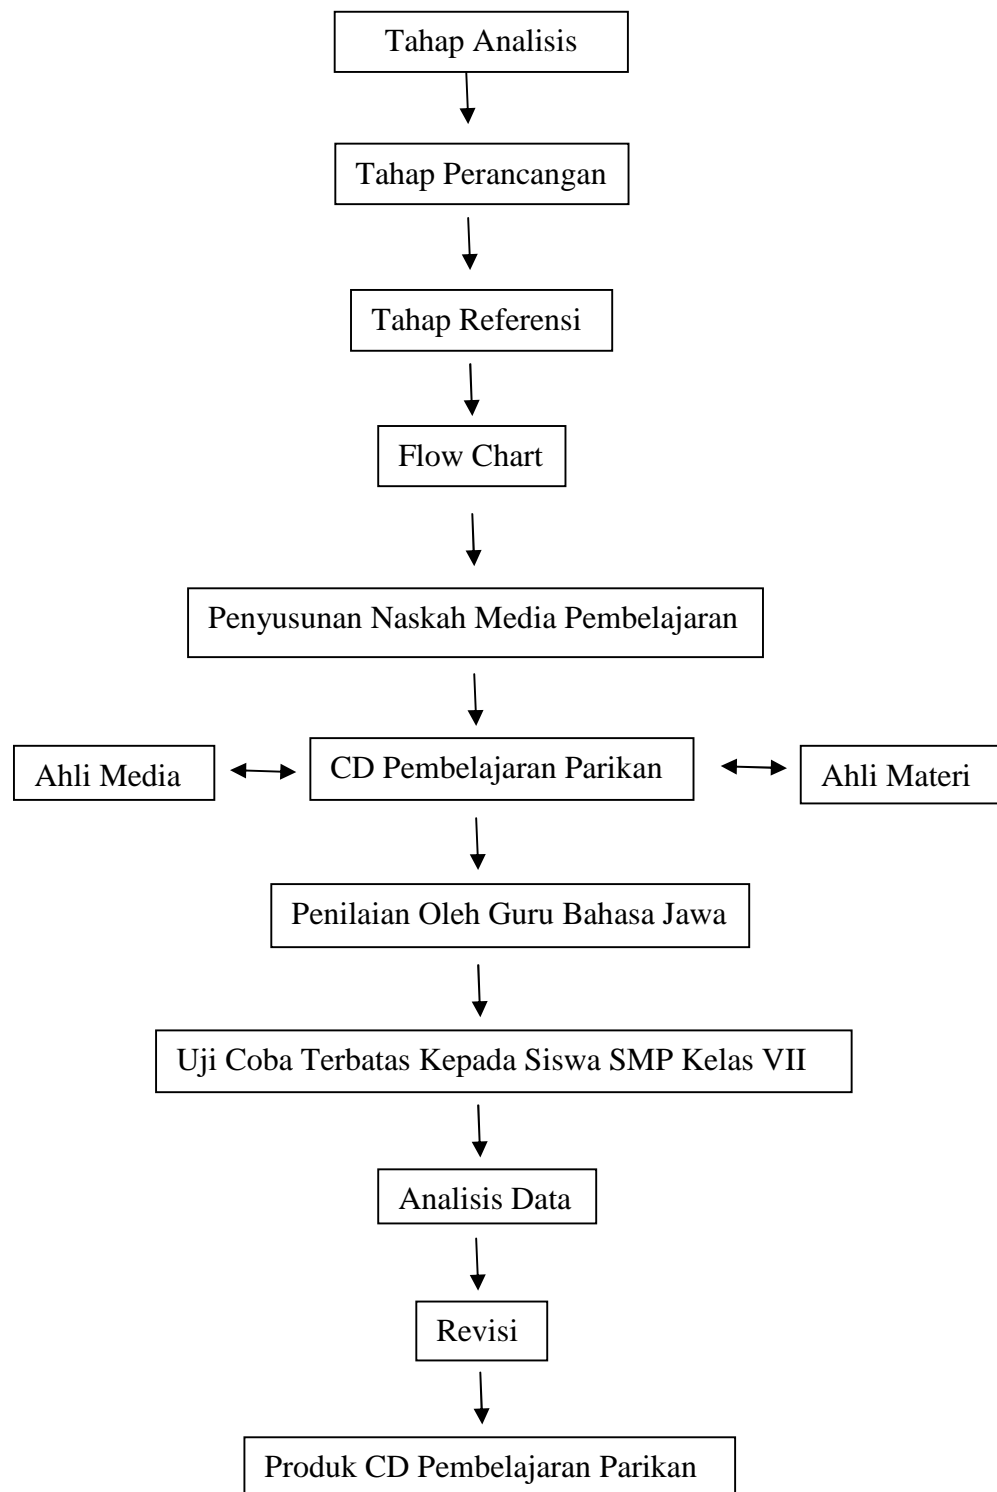 Tahap Analisis
Tahap Perancangan
Tahap Referensi
Flow Chart
Penyusunan Naskah Media Pembelajaran
Ahli Media
CD Pembelajaran Parikan
Ahli Materi
Penilaian Oleh Guru Bahasa Jawa
Uji Coba Terbatas Kepada Siswa SMP Kelas VII
Analisis Data
Revisi
Produk CD Pembelajaran Parikan